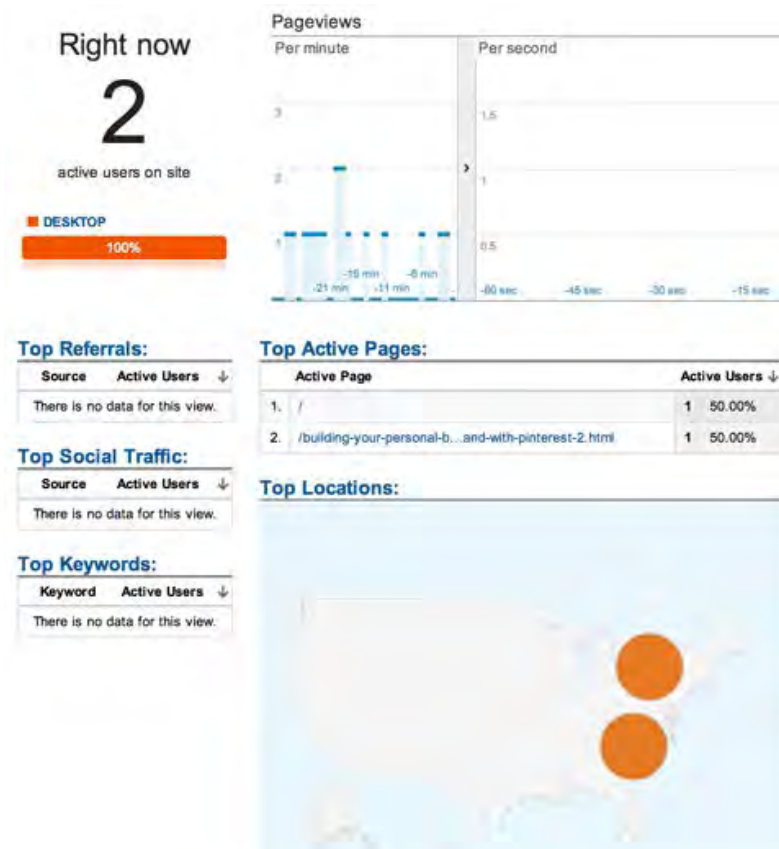 Right now
2
active users on site
DESKTOP
100%
Pageviews
Per minute
Per second
3
2
1
1.5
1
0.5
-21 min
-16 min
-11 min
-6 min
-60 sec
-45 sec
-30 sec
-15 sec
Top Referrals:
Source Active Users
There is no data for this view.
Top Social Traffic:
Source Active Users
There is no data for this view.
Top Keywords:
Keyword Active Users
There is no data for this view.
Top Active Pages:
Active Page Active Users
1. / 1 50.00%
2. /building-your-personal-b...and-with-pinterest-2.html 1 50.00%
Top Locations: